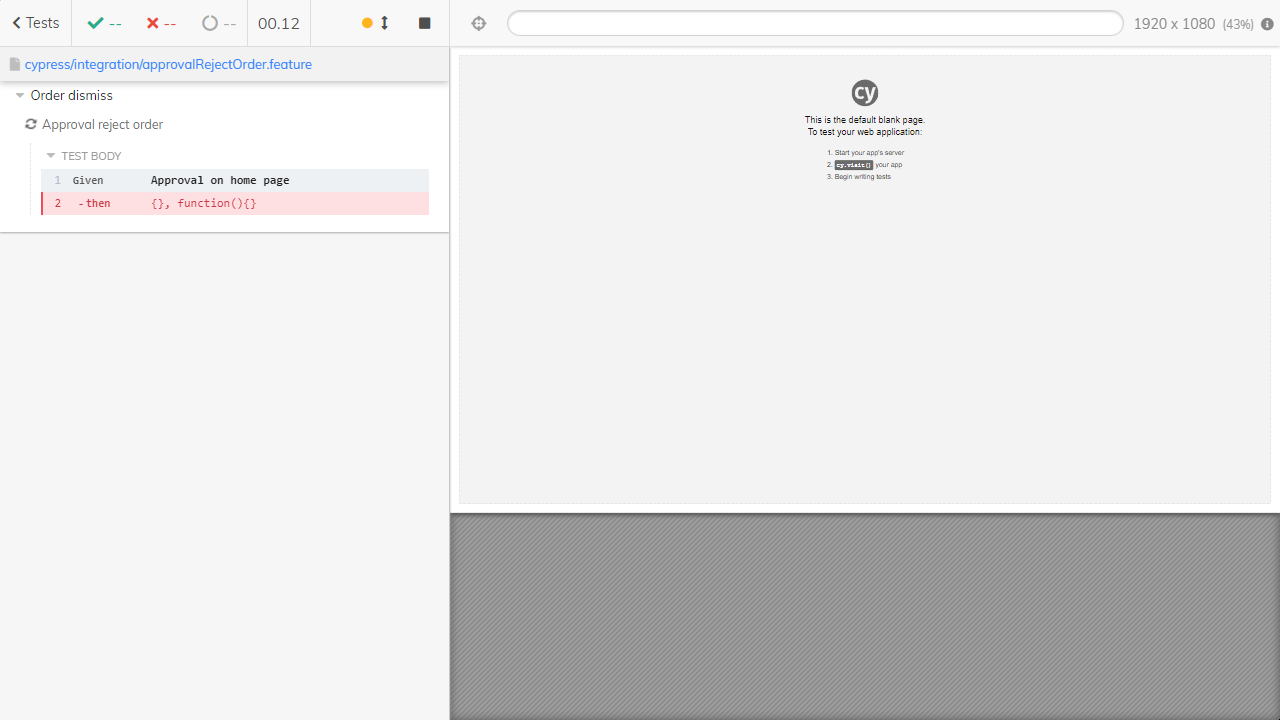 Tests
--
--
--
00.12
1920 x 1080 (43%)
cypress/integration/approvalRejectOrder.feature
Order dismiss
Approval reject order
TEST BODY
1 Given Approval on home page
2 -then {}, function(){}
cy
This is the default blank page.
To test your web application:
1. Start your app's server
2. cy.visit() your app
3. Begin writing tests